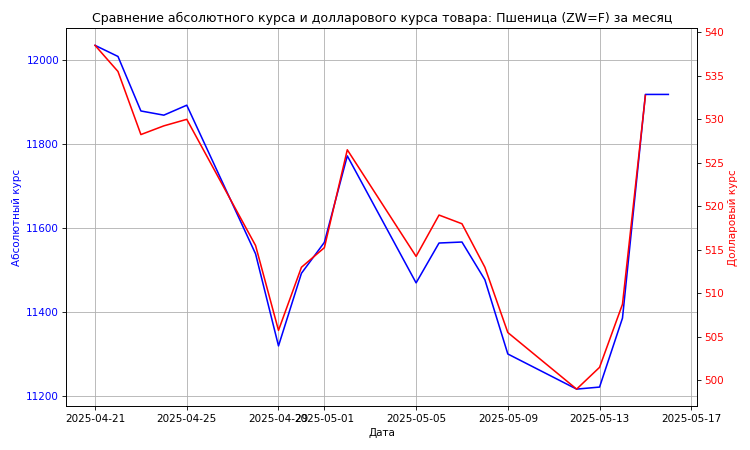 Сравнение абсолютного курса и долларового курса товара: Пшеница (ZW=F) за месяц
12000
11800
11600
11400
11200
Абсолютный курс
540
535
530
525
520
515
510
505
500
Долларовый курс
2025-04-21 2025-04-25 2025-04-29 2025-05-01 2025-05-05 2025-05-09 2025-05-13 2025-05-17
Дата